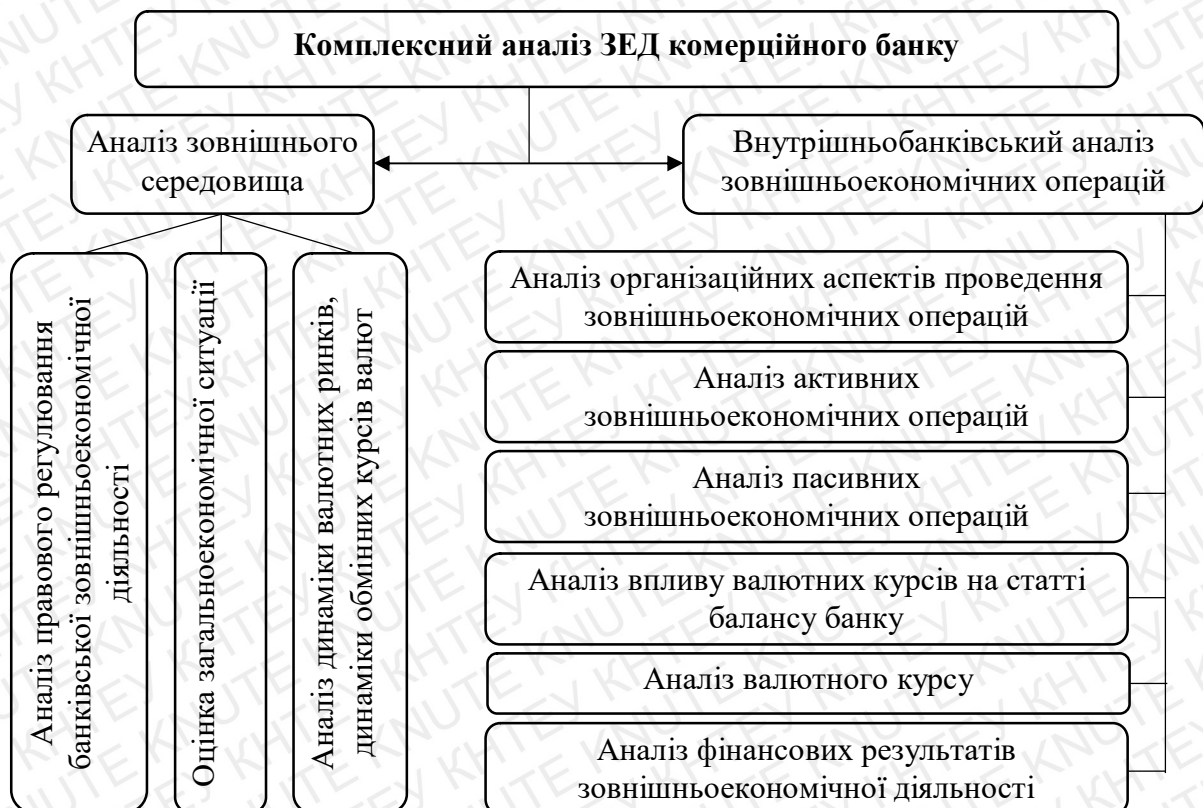 Комплексний аналіз ЗЕД комерційного банку
Аналіз зовнішнього
середовища
Внутрішньобанківський аналіз
зовнішньоекономічних операцій
Аналіз правового регулювання
банківської зовнішньоекономічної
діяльності
Оцінка загальноекономічної ситуації
Аналіз динаміки валютних ринків,
динаміки обмінних курсів валют
Аналіз організаційних аспектів проведення
зовнішньоекономічних операцій
Аналіз активних
зовнішньоекономічних операцій
Аналіз пасивних
зовнішньоекономічних операцій
Аналіз впливу валютних курсів на статті
балансу банку
Аналіз валютного курсу
Аналіз фінансових результатів
зовнішньоекономічної діяльності